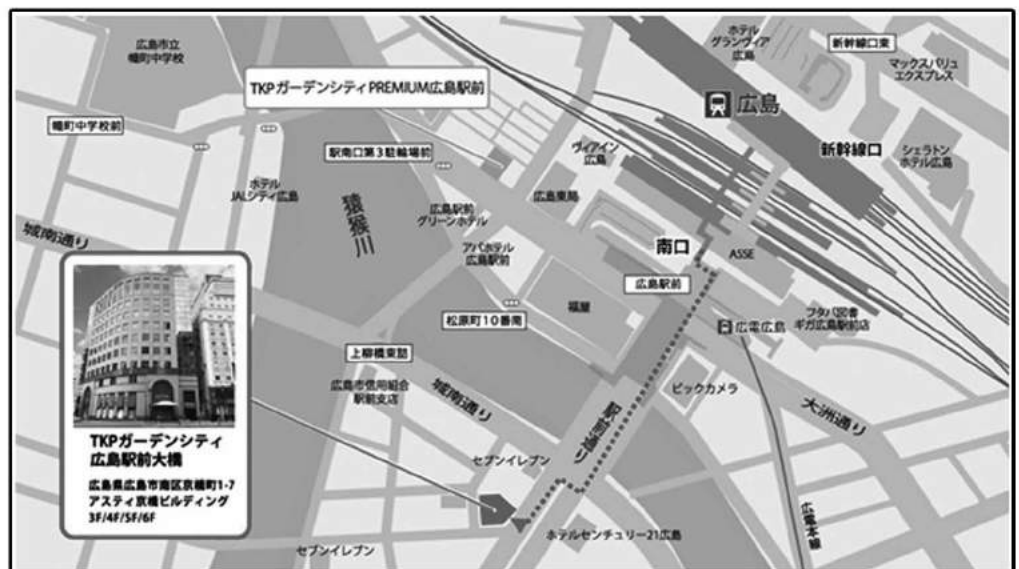 広島市立
幟町中学校
TKPガーデンシティPREMIUM広島駅前
幟町中学校前
駅南口第3駐輪場前
ホテル
JALシティ広島
猿猴川
城南通り
広島駅前
グリーンホテル
アパホテル
広島駅前
ヴィアイン
広島
広島東局
ホテル
グランヴィア
広島
新幹線口東
マックスバリュ
エクスプレス
広島
新幹線口
シェラトン
ホテル広島
南口
ASSE
広島駅前
福屋
松原町10番南
広電広島
フタバ図書
ギガ広島駅前店
上柳橋東詰
広島市信用組合
駅前支店
城南通り
ビックカメラ
大洲通り
駅前通り
セブンイレブン
TKPガーデンシティ
広島駅前大橋
広島県広島市南区京橋町1-7
アスティ京橋ビルディング
3F/4F/5F/6F
セブンイレブン
ホテルセンチュリー21広島
広電本線